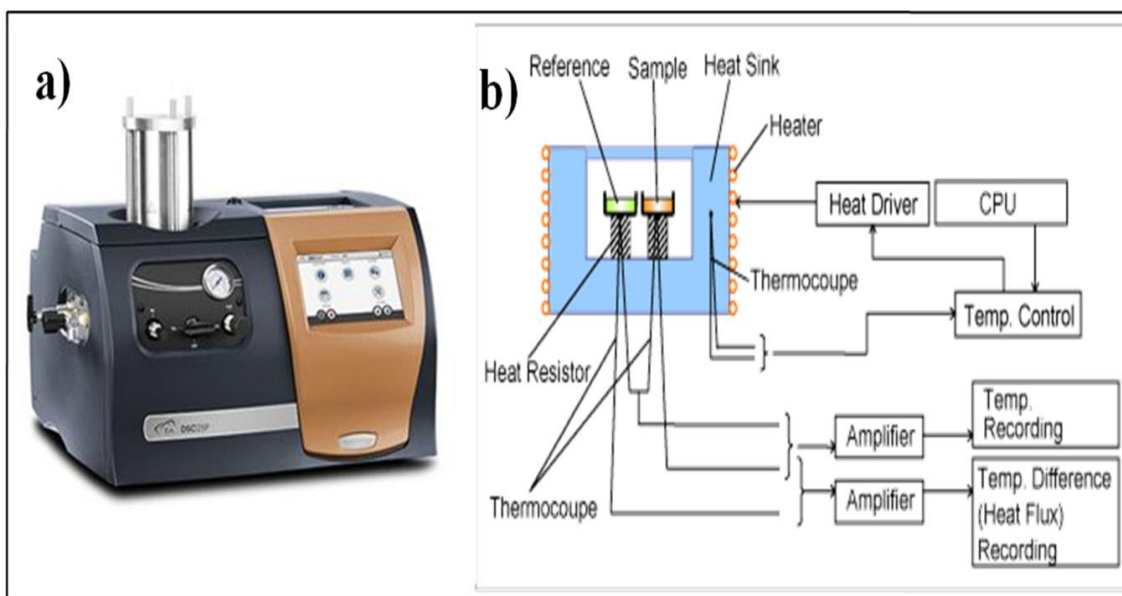 a)
TA DSC25P
b)
Reference
Sample
Heat Sink
Heater
Heat Driver
CPU
Thermocoupe
Temp. Control
Heat Resistor
Thermocoupe
Amplifier
Temp.
Recording
Amplifier
Temp. Difference
(Heat Flux)
Recording